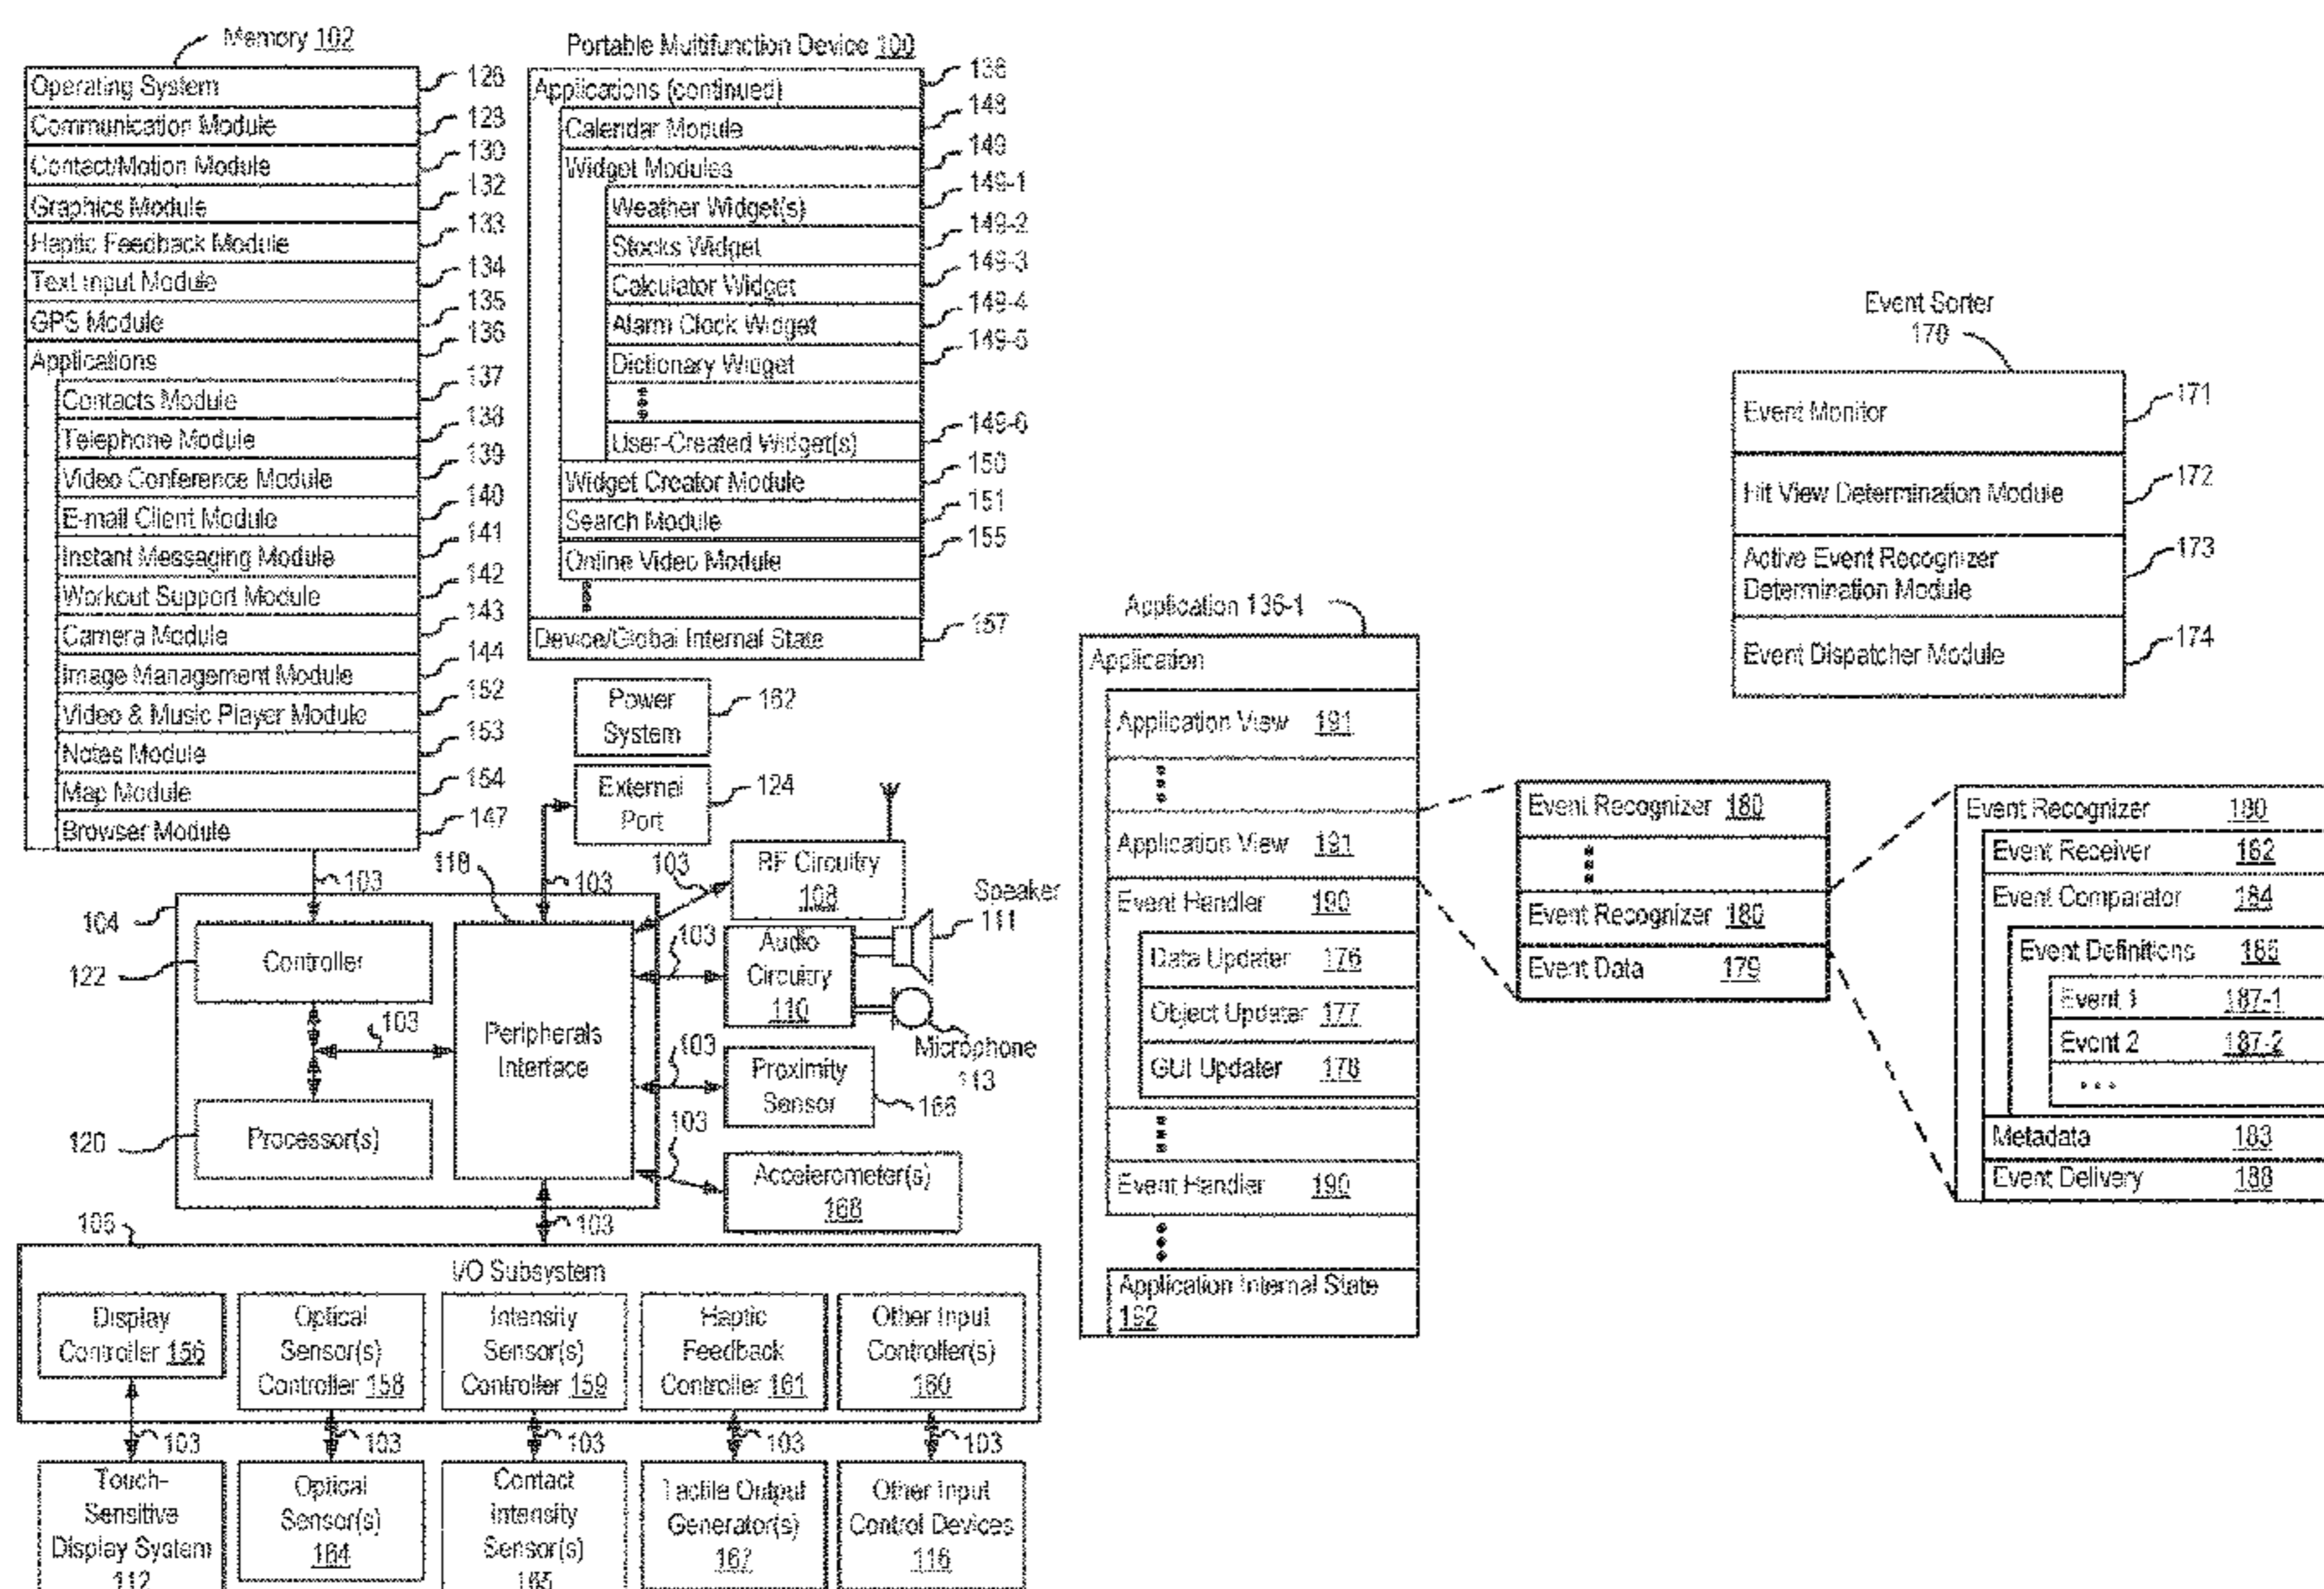 Memory 102
Operating System 126
Communication Module 128
Contact/Motion Module 130
Graphics Module 132
Haptic Feedback Module 133
Text Input Module 134
GPS Module 135
Applications 136
Contacts Module 137
Telephone Module 138
Video Conference Module 139
E-mail Client Module 140
Instant Messaging Module 141
Workout Support Module 142
Camera Module 143
Image Management Module 144
Video & Music Player Module 152
Notes Module 153
Map Module 154
Browser Module 147
Portable Multifunction Device 100
Applications (continued) 136
Calendar Module 148
Widget Modules 149
Weather Widget(s) 149-1
Stocks Widget 149-2
Calculator Widget 149-3
Alarm Clock Widget 149-4
Dictionary Widget 149-5
User-Created Widget(s) 149-6
Widget Creator Module 150
Search Module 151
Online Video Module 155
Device/Global Internal State 157
Power
System
162
External
Port
124
103
118
103
103
RF Circuitry
108
Speaker
111
104
122
Controller
103
120
Processor(s)
Peripherals
Interface
103
Audio
Circuitry
110
Microphone
113
103
Proximity
Sensor
166
103
Accelerometer(s)
168
103
106
I/O Subsystem
Display
Controller 156
Optical
Sensor(s)
Controller 158
Intensity
Sensor(s)
Controller 159
Haptic
Feedback
Controller 161
Other Input
Controller(s)
160
103
103
103
103
103
Touch-
Sensitive
Display System
112
Optical
Sensor(s)
164
Contact
Intensity
Sensor(s)
165
Tactile Output
Generator(s)
167
Other Input
Control Devices
116
Application 136-1
Application
Application View 191
Application View 191
Event Handler 190
Data Updater 176
Object Updater 177
GUI Updater 178
Event Handler 190
Application Internal State
192
Event Sorter
170
Event Monitor 171
Hit View Determination Module 172
Active Event Recognizer
Determination Module
173
Event Dispatcher Module 174
Event Recognizer 180
Event Recognizer 180
Event Data 179
Event Recognizer 180
Event Receiver 182
Event Comparator 184
Event Definitions 186
Event 1 187-1
Event 2 187-2
...
Metadata 183
Event Delivery 188